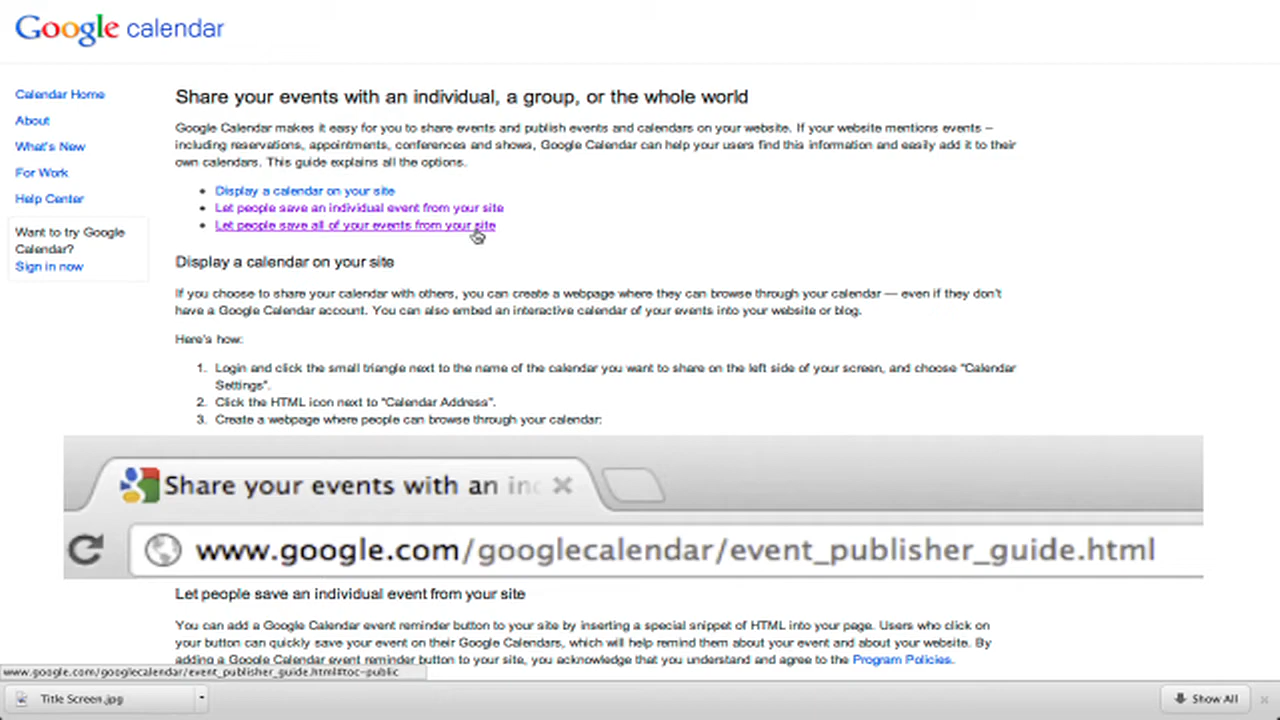 Google calendar
Calendar Home
About
What's New
For Work
Help Center
Want to try Google
Calendar?
Sign in now
Share your events with an individual, a group, or the whole world
Google Calendar makes it easy for you to share events and publish events and calendars on your website. If your website mentions events –
including reservations, appointments, conferences and shows, Google Calendar can help your users find this information and easily add it to their
own calendars. This guide explains all the options.
• Display a calendar on your site
• Let people save an individual event from your site
• Let people save all of your events from your site
Display a calendar on your site
If you choose to share your calendar with others, you can create a webpage where they can browse through your calendar — even if they don't
have a Google Calendar account. You can also embed an interactive calendar of your events into your website or blog.
Here's how:
1. Login and click the small triangle next to the name of the calendar you want to share on the left side of your screen, and choose "Calendar
Settings".
2. Click the HTML icon next to "Calendar Address".
3. Create a webpage where people can browse through your calendar:
Share your events with an in
www.google.com/googlecalendar/event_publisher_guide.html
Let people save an individual event from your site
You can add a Google Calendar event reminder button to your site by inserting a special snippet of HTML into your page. Users who click on
your button can quickly save your event on their Google Calendars, which will help remind them about your event and about your website. By
adding a Google Calendar event reminder button to your site, you acknowledge that you understand and agree to the Program Policies.
www.google.com/googlecalendar/event_publisher_guide.html#toc-public
Title Screen.jpg
Show All